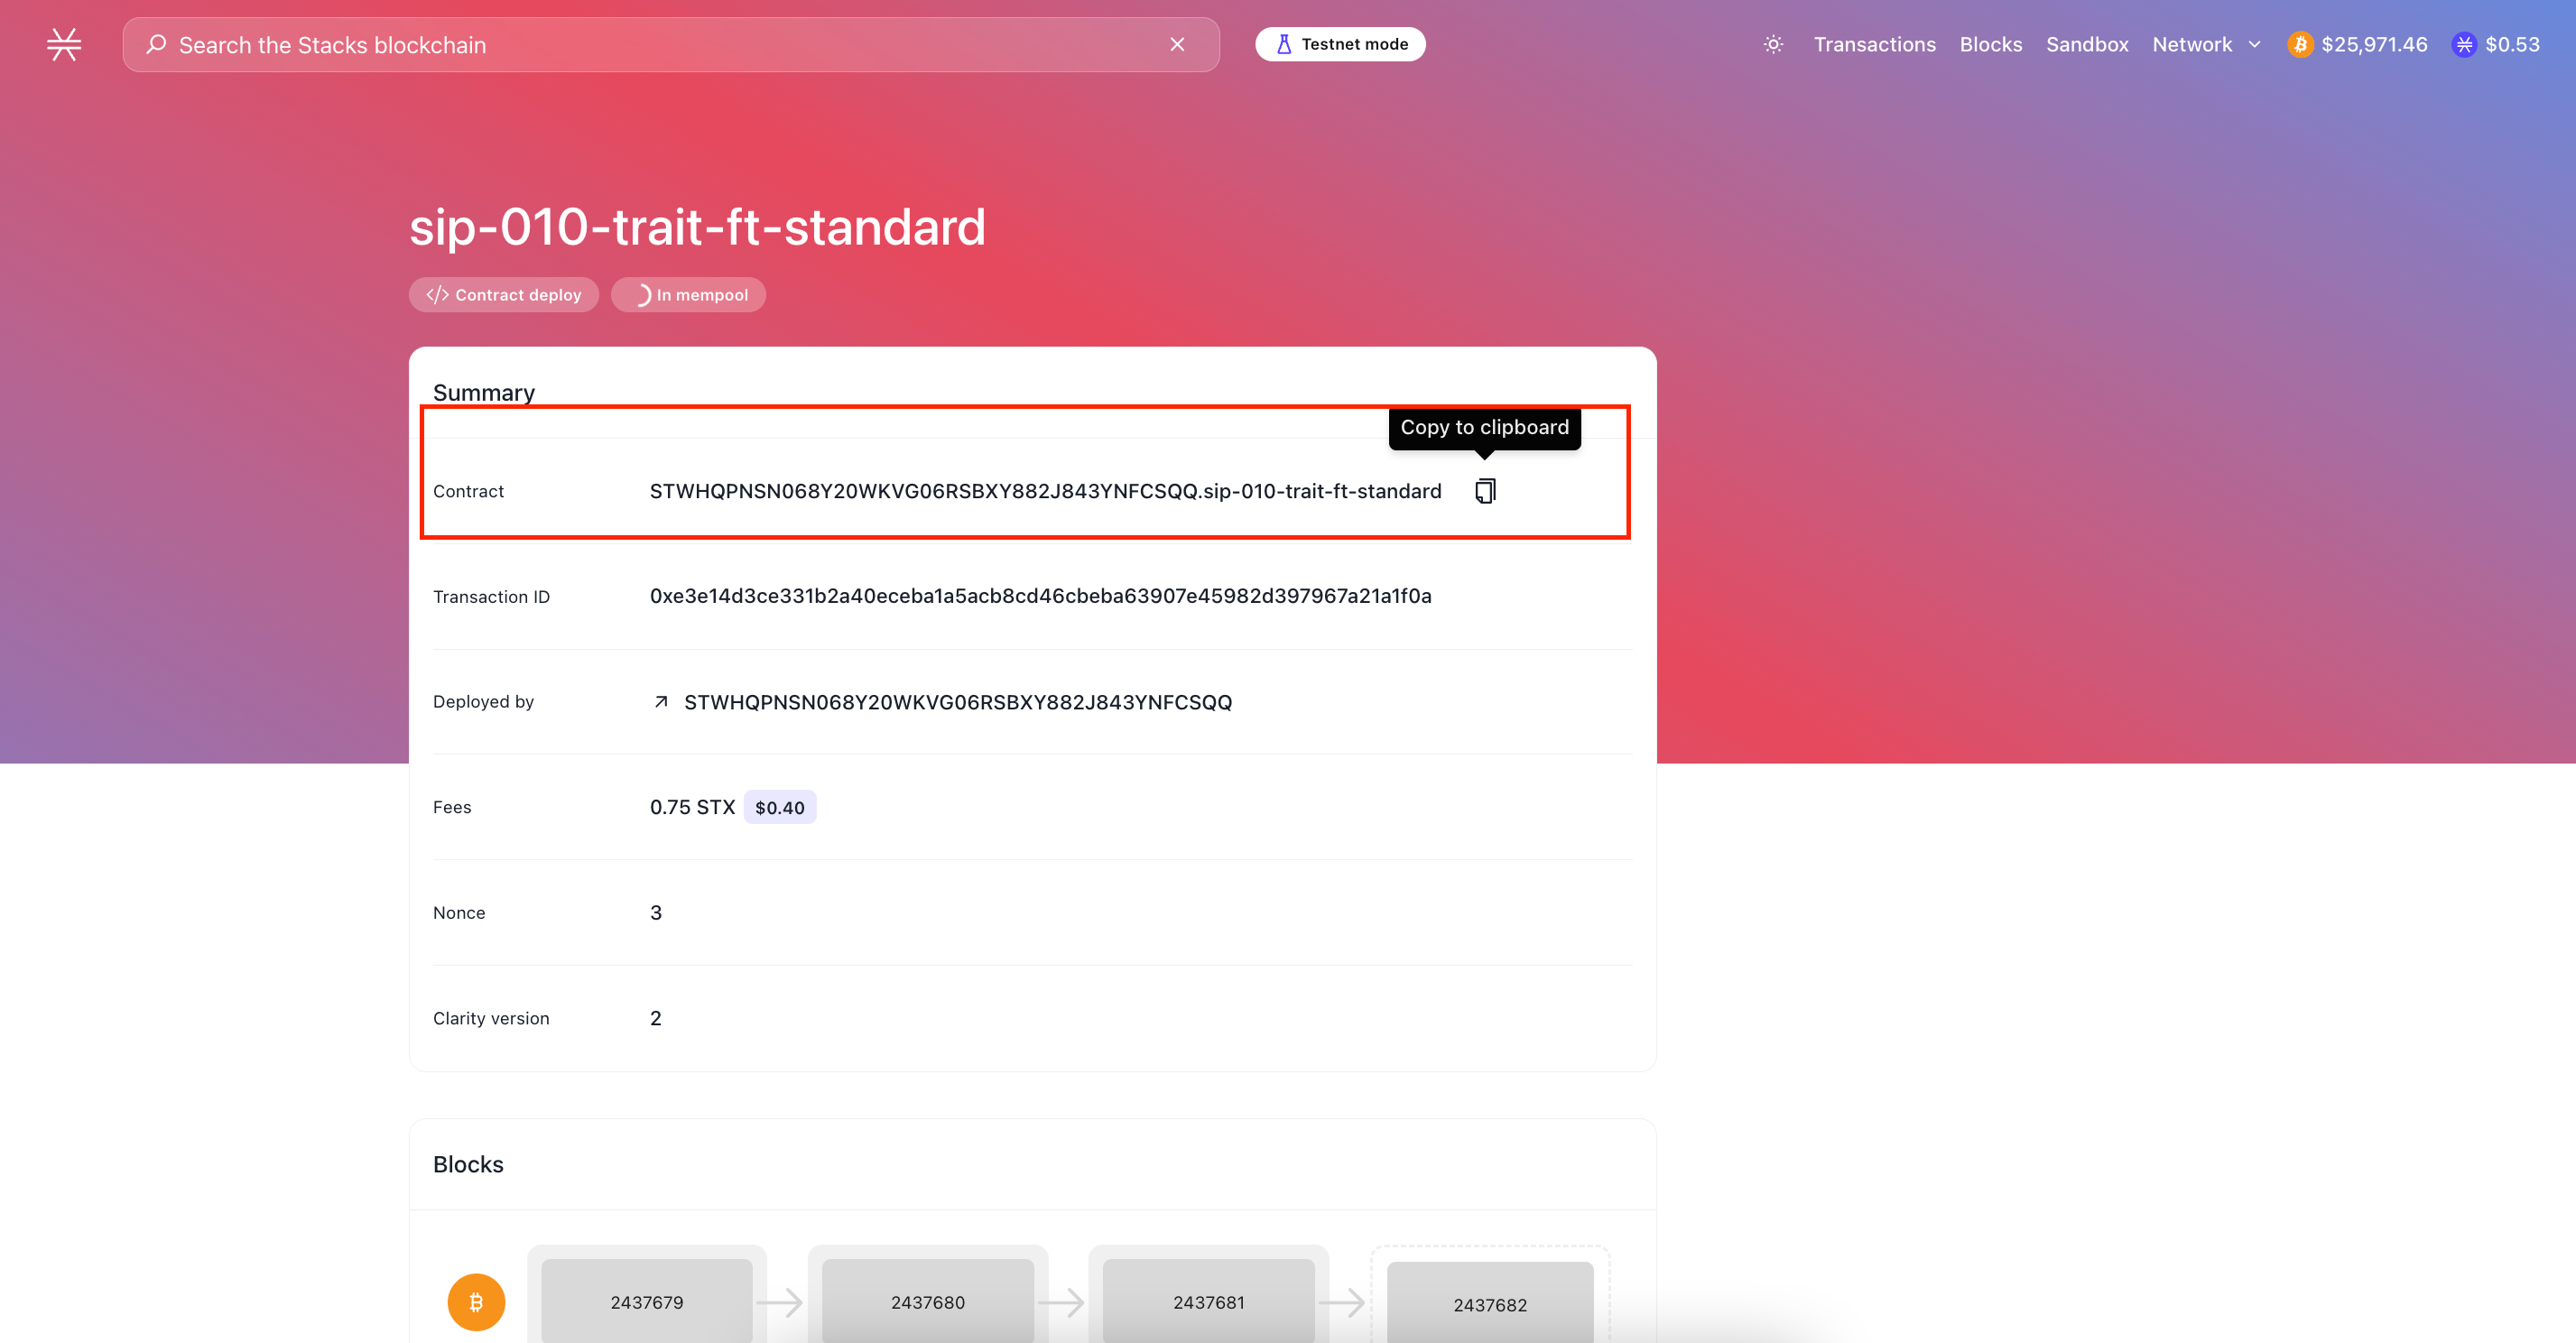 Search the Stacks blockchain
Testnet mode
Transactions Blocks Sandbox Network $25,971.46 $0.53
sip-010-trait-ft-standard
</> Contract deploy In mempool
Summary
Copy to clipboard
Contract STWHQPNSN068Y20WKVG06RSBXY882J843YNFCSQQ.sip-010-trait-ft-standard
Transaction ID 0xe3e14d3ce331b2a40eceba1a5acb8cd46cbeba63907e45982d397967a21a1f0a
Deployed by STWHQPNSN068Y20WKVG06RSBXY882J843YNFCSQQ
Fees 0.75 STX $0.40
Nonce 3
Clarity version 2
Blocks
2437679 2437680 2437681 2437682